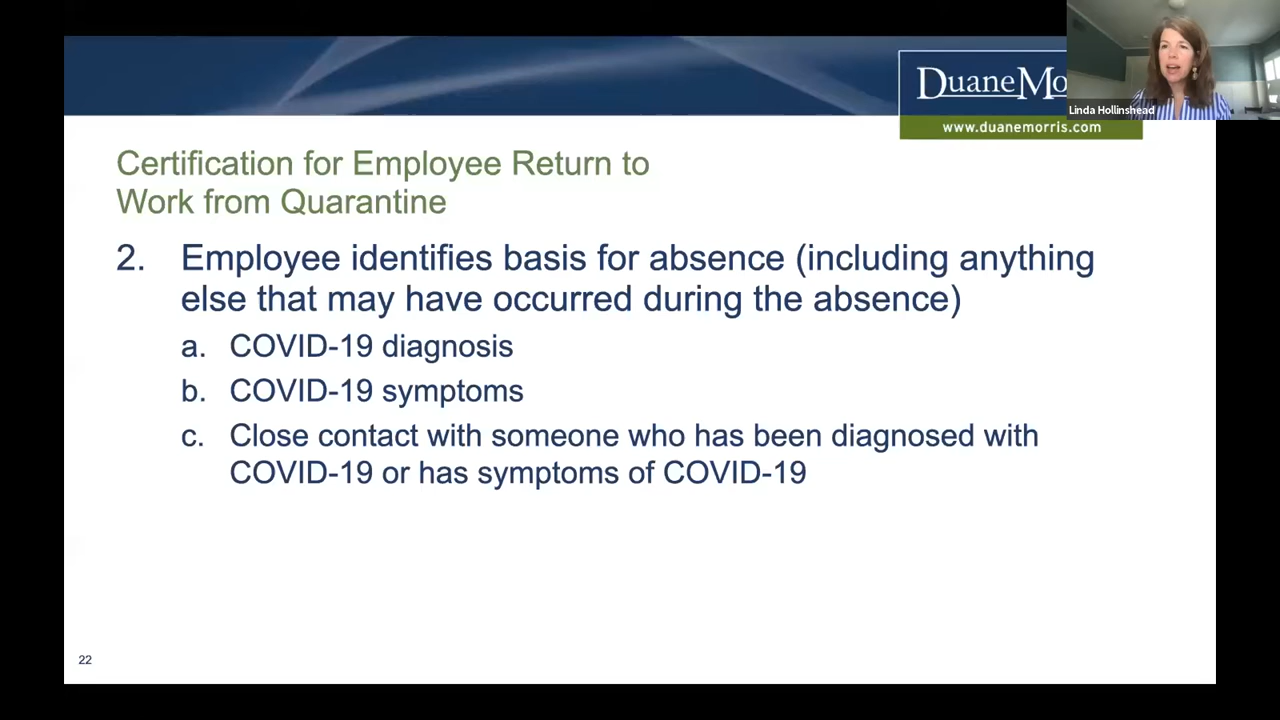 DuaneMo
Linda Hollinshead
www.duanemorris.com
Certification for Employee Return to
Work from Quarantine
2. Employee identifies basis for absence (including anything
else that may have occurred during the absence)
a. COVID-19 diagnosis
b. COVID-19 symptoms
c. Close contact with someone who has been diagnosed with
COVID-19 or has symptoms of COVID-19
22